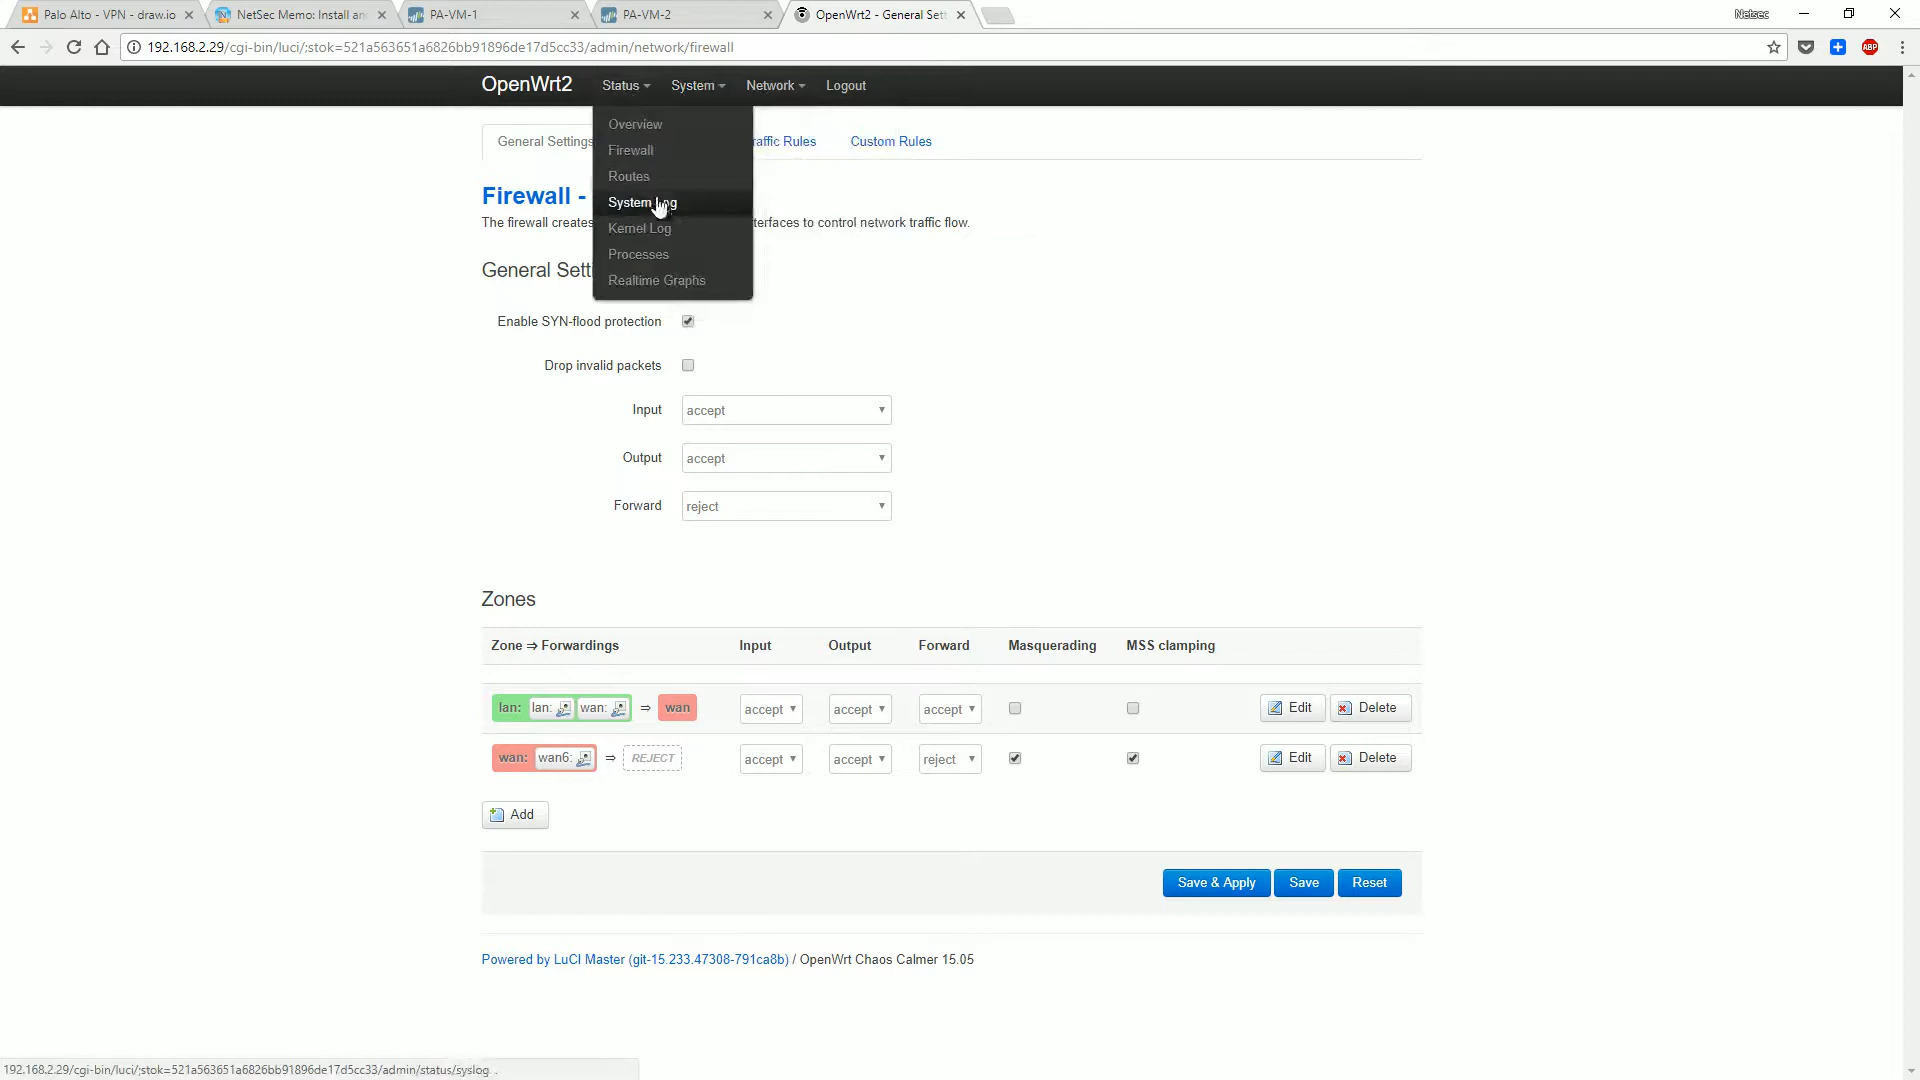 Palo Alto - VPN - draw.io
NetSec Memo: Install an
PA-VM-1
PA-VM-2
OpenWrt2 - General Sett
Netsec
192.168.2.29/cgi-bin/luci/;stok=521a563651a6826bb91896de17d5cc33/admin/network/firewall
ABP
OpenWrt2 Status System Network Logout
Overview
Firewall
Routes
System Log
Kernel Log
Processes
Realtime Graphs
General Settings raffic Rules Custom Rules
Firewall -
The firewall creates terfaces to control network traffic flow.
General Setti
Enable SYN-flood protection
Drop invalid packets
Input accept
Output accept
Forward reject
Zones
Zone ⇒ Forwardings Input Output Forward Masquerading MSS clamping
lan: lan: wan: ⇒ wan accept accept accept Edit Delete
wan: wan6: ⇒ REJECT accept accept reject Edit Delete
Add
Save & Apply Save Reset
Powered by LuCI Master (git-15.233.47308-791ca8b) / OpenWrt Chaos Calmer 15.05
192.168.2.29/cgi-bin/luci/;stok=521a563651a6826bb91896de17d5cc33/admin/status/syslog